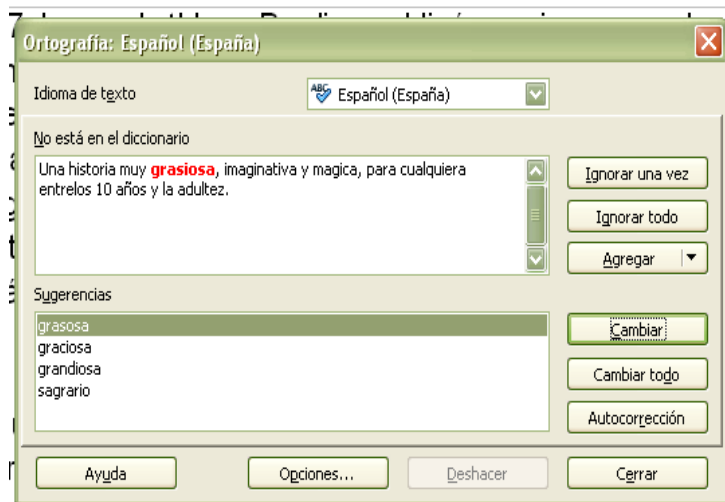 Ortografía: Español (España)
Idioma de texto
Español (España)
No está en el diccionario
Una historia muy grasiosa, imaginativa y magica, para cualquiera
entrelos 10 años y la adultez.
Ignorar una vez
Ignorar todo
Agregar
Sugerencias
grasosa
graciosa
grandiosa
sagrario
Cambiar
Cambiar todo
Autocorrección
Ayuda
Opciones...
Deshacer
Cerrar